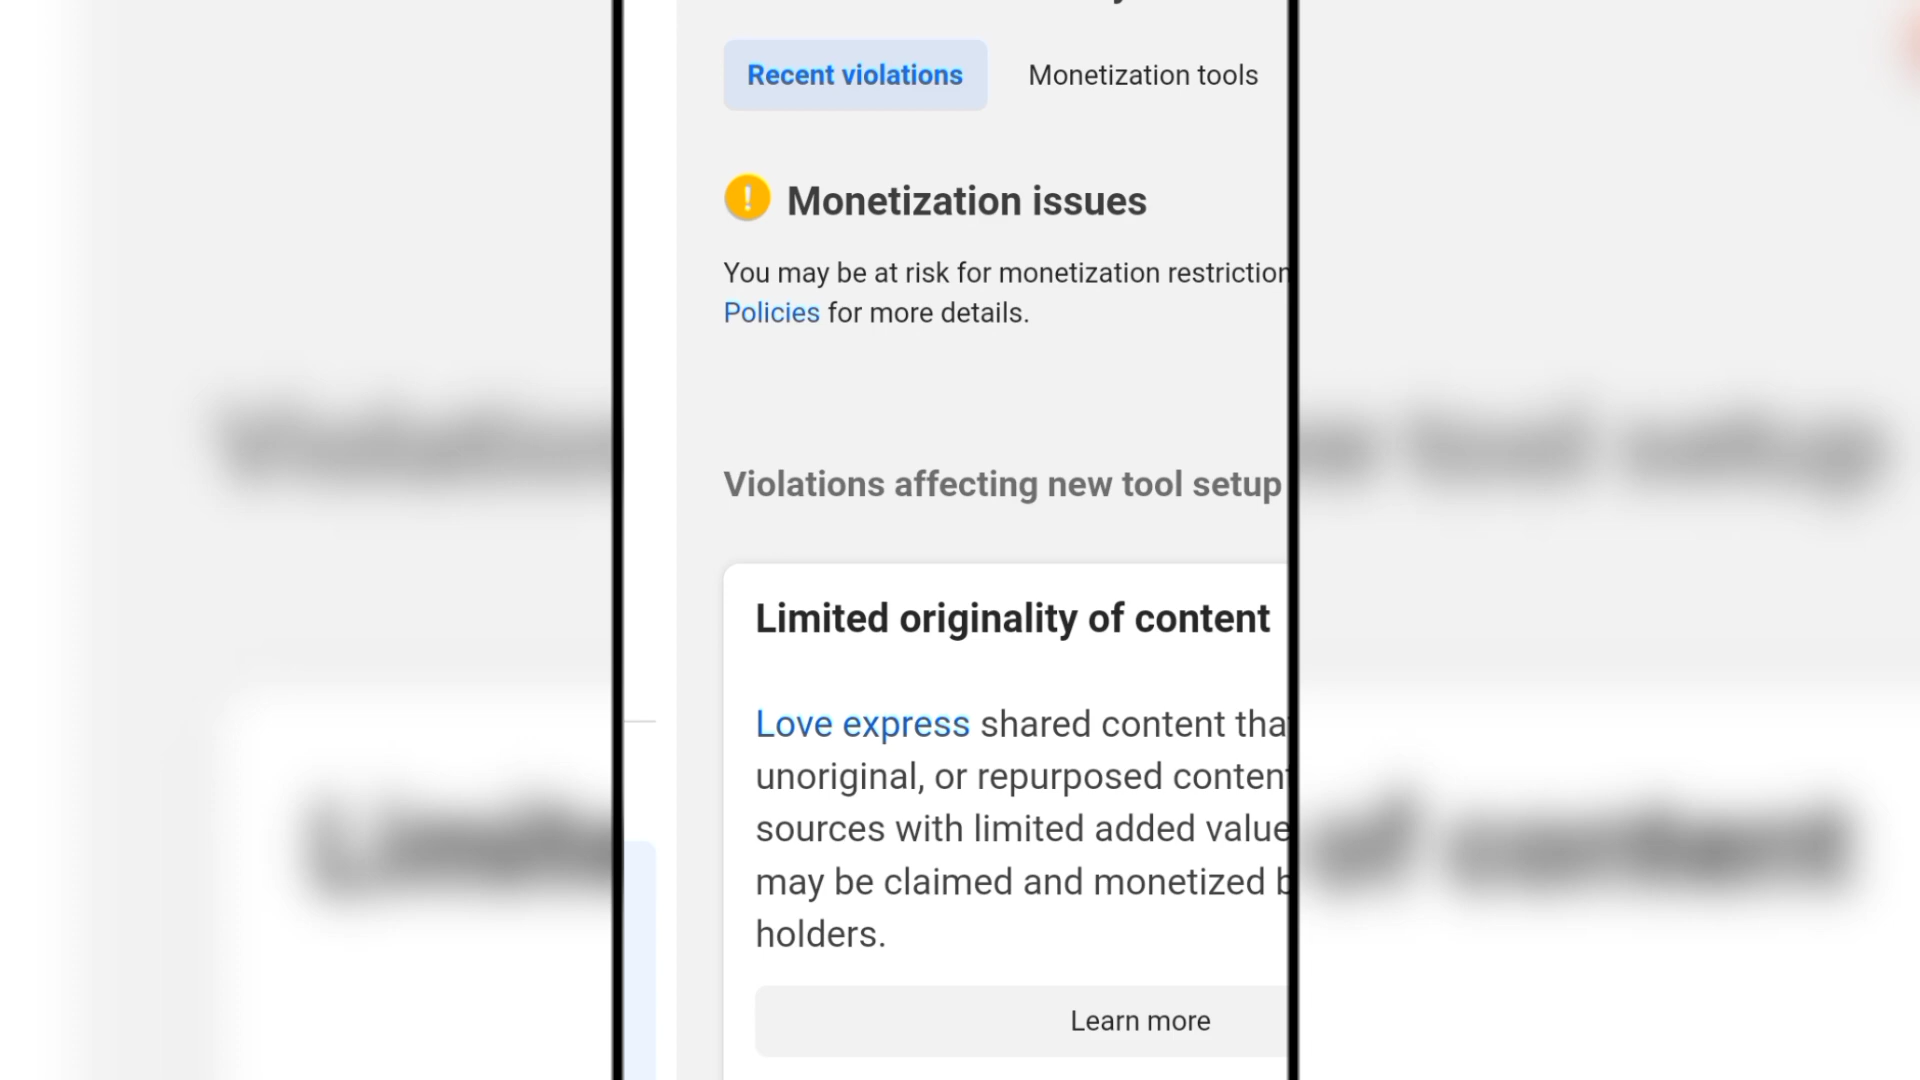 Recent violations Monetization tools
Monetization issues
You may be at risk for monetization restriction
Policies for more details.
Violations affecting new tool setup
Limited originality of content
Love express shared content tha
unoriginal, or repurposed content
sources with limited added value
may be claimed and monetized b
holders.
Learn more